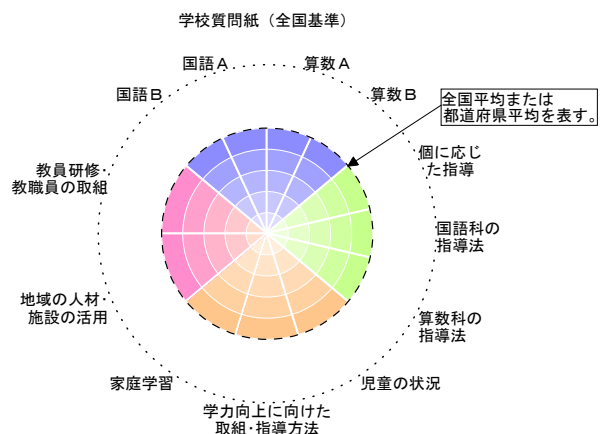 学校質問紙（全国基準）
国語Ａ
算数Ａ
国語Ｂ
算数Ｂ
全国平均または
都道府県平均を表す。
個に応じ
た指導
教員研修・
教職員の取組
国語科の
指導法
地域の人材・
施設の活用
算数科の
指導法
家庭学習
児童の状況
学力向上に向けた
取組・指導方法